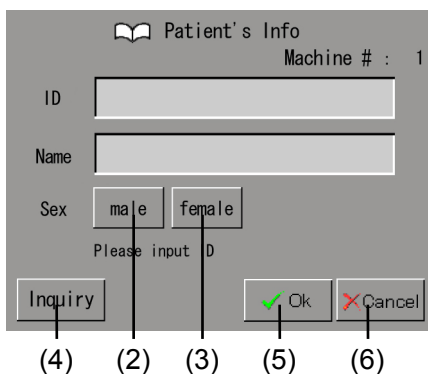 Patient's Info
Machine # : 1
ID
Name
Sex male female
Please input ID
Inquiry Ok Cancel
(4) (2) (3) (5) (6)